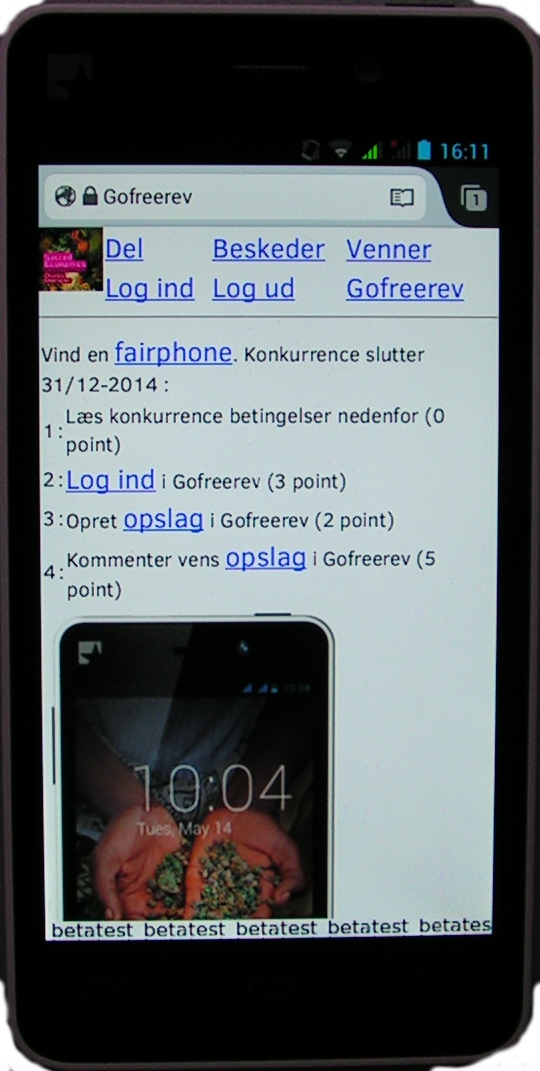 16:11
Gofreerev
1
Sacred
Economics
Del Beskeder Venner
Log ind Log ud Gofreerev
Vind en fairphone. Konkurrence slutter
31/12-2014 :
1: Læs konkurrence betingelser nedenfor (0
point)
2: Log ind i Gofreerev (3 point)
3: Opret opslag i Gofreerev (2 point)
4: Kommenter vens opslag i Gofreerev (5
point)
10:04
10:04
Tues, May 14
betatest betatest betatest betatest betates